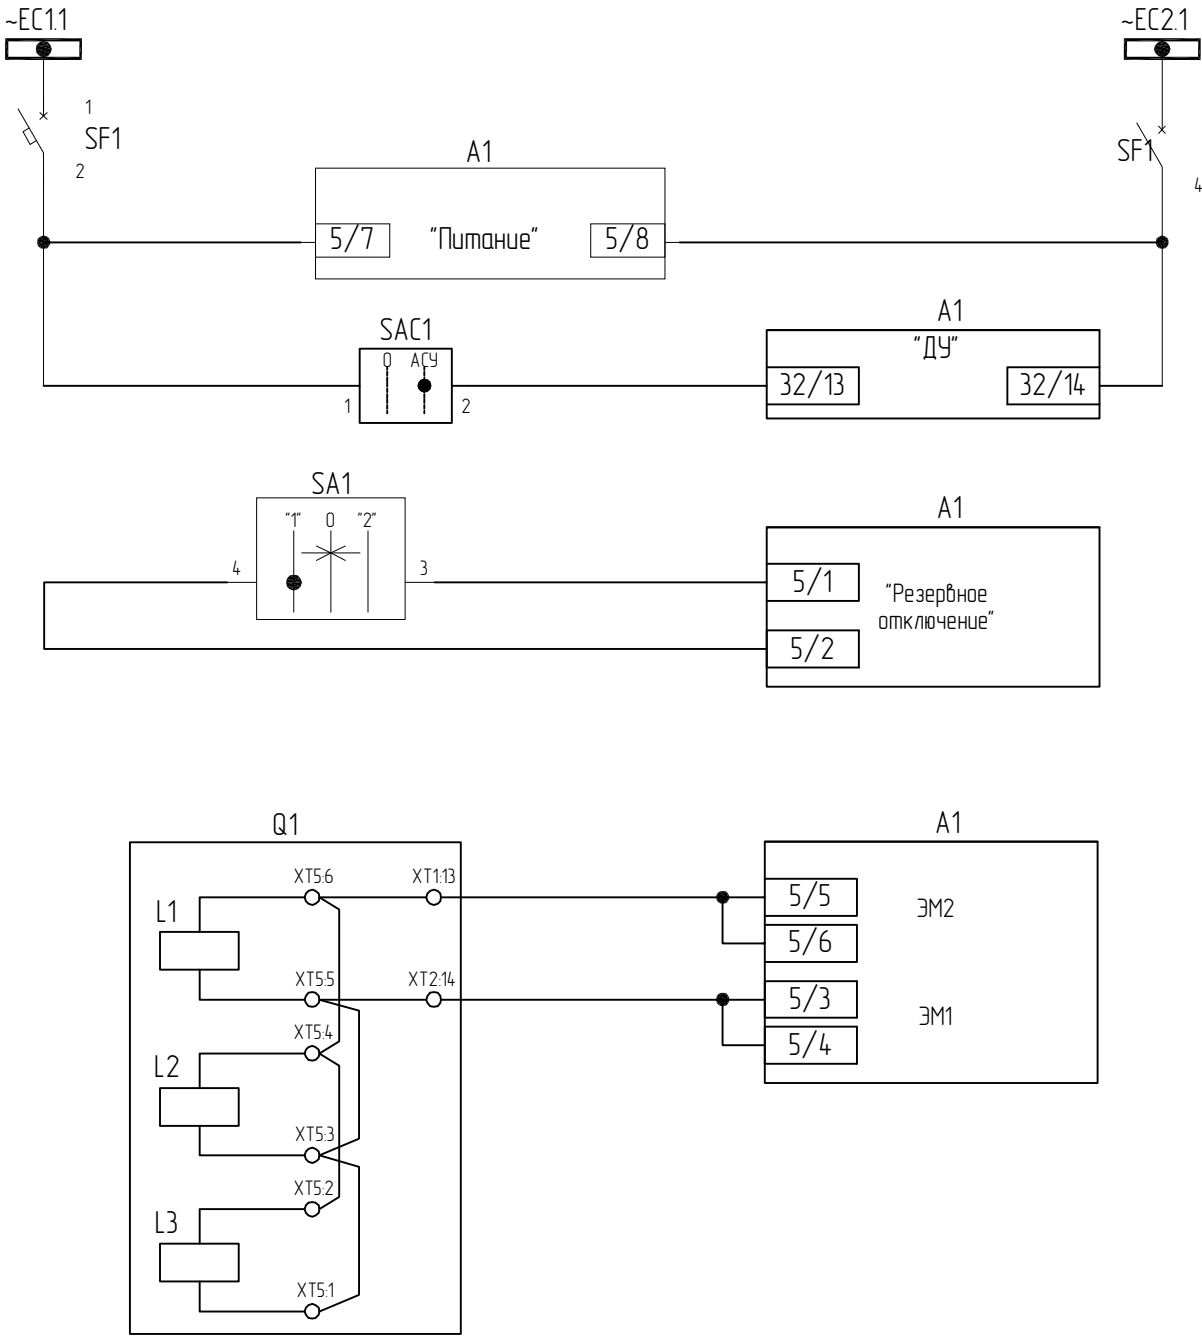 ~EC1.1
~EC2.1
1
SF1
2
SF1
4
A1
5/7
"Питание"
5/8
SAC1
0 АСУ
1
2
A1
"ДУ"
32/13
32/14
SA1
"1" 0 "2"
4
3
A1
5/1
"Резервное
отключение"
5/2
Q1
A1
XT5:6
XT1:13
L1
5/5
ЭМ2
5/6
XT5:5
XT2:14
5/3
ЭМ1
XT5:4
5/4
L2
XT5:3
XT5:2
L3
XT5:1